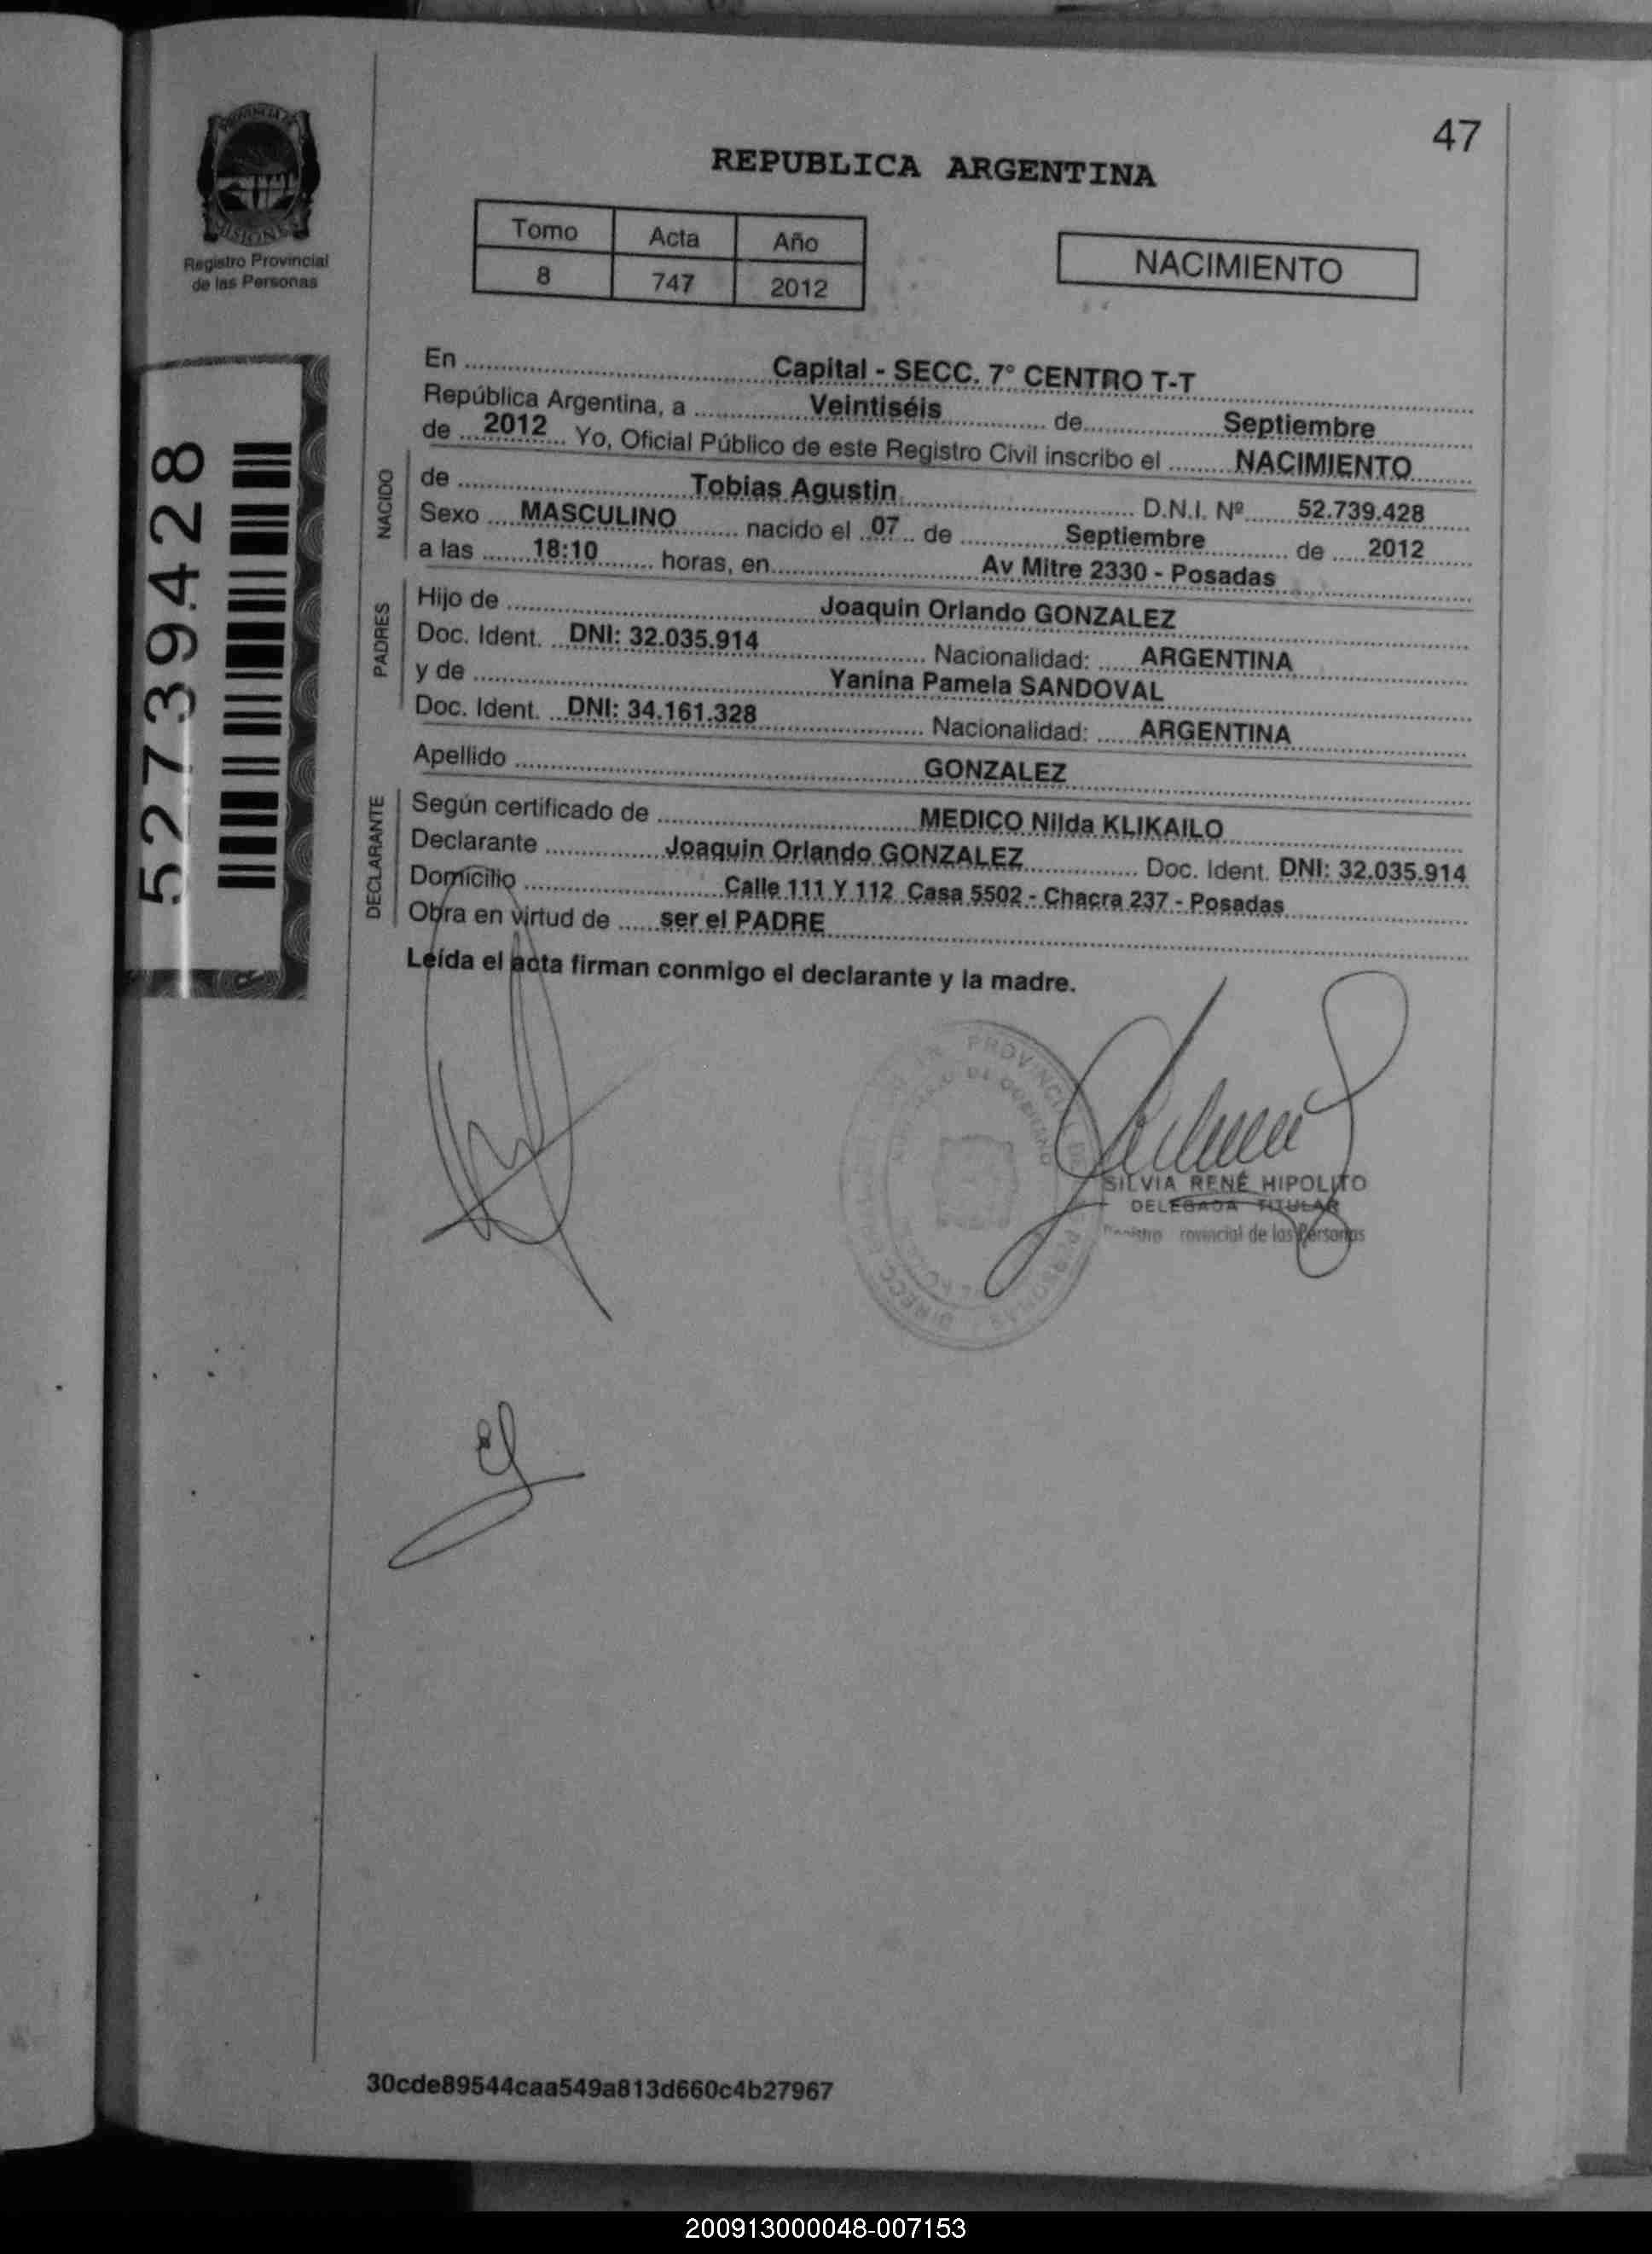 47
PROVINCIA DE
MISIONES
Registro Provincial
de las Personas
REPUBLICA ARGENTINA
Tomo Acta Año
8 747 2012
NACIMIENTO
52739428
En Capital - SECC. 7° CENTRO T-T
República Argentina, a Veintiséis de Septiembre
de 2012 Yo, Oficial Público de este Registro Civil inscribo el NACIMIENTO
NACIDO
de Tobias Agustin D.N.I. Nº 52.739.428
Sexo MASCULINO nacido el 07 de Septiembre de 2012
a las 18:10 horas, en Av Mitre 2330 - Posadas
PADRES
Hijo de Joaquin Orlando GONZALEZ
Doc. Ident. DNI: 32.035.914 Nacionalidad: ARGENTINA
y de Yanina Pamela SANDOVAL
Doc. Ident. DNI: 34.161.328 Nacionalidad: ARGENTINA
Apellido GONZALEZ
DECLARANTE
Según certificado de MEDICO Nilda KLIKAILO
Declarante Joaquin Orlando GONZALEZ Doc. Ident. DNI: 32.035.914
Domicilio Calle 111 Y 112 Casa 5502 - Chacra 237 - Posadas
Obra en virtud de ser el PADRE
Leída el acta firman conmigo el declarante y la madre.
SILVIA RENÉ HIPOLITO
DELEGADA TITULAR
de las Personas
30cde89544caa549a813d660c4b27967
200913000048-007153